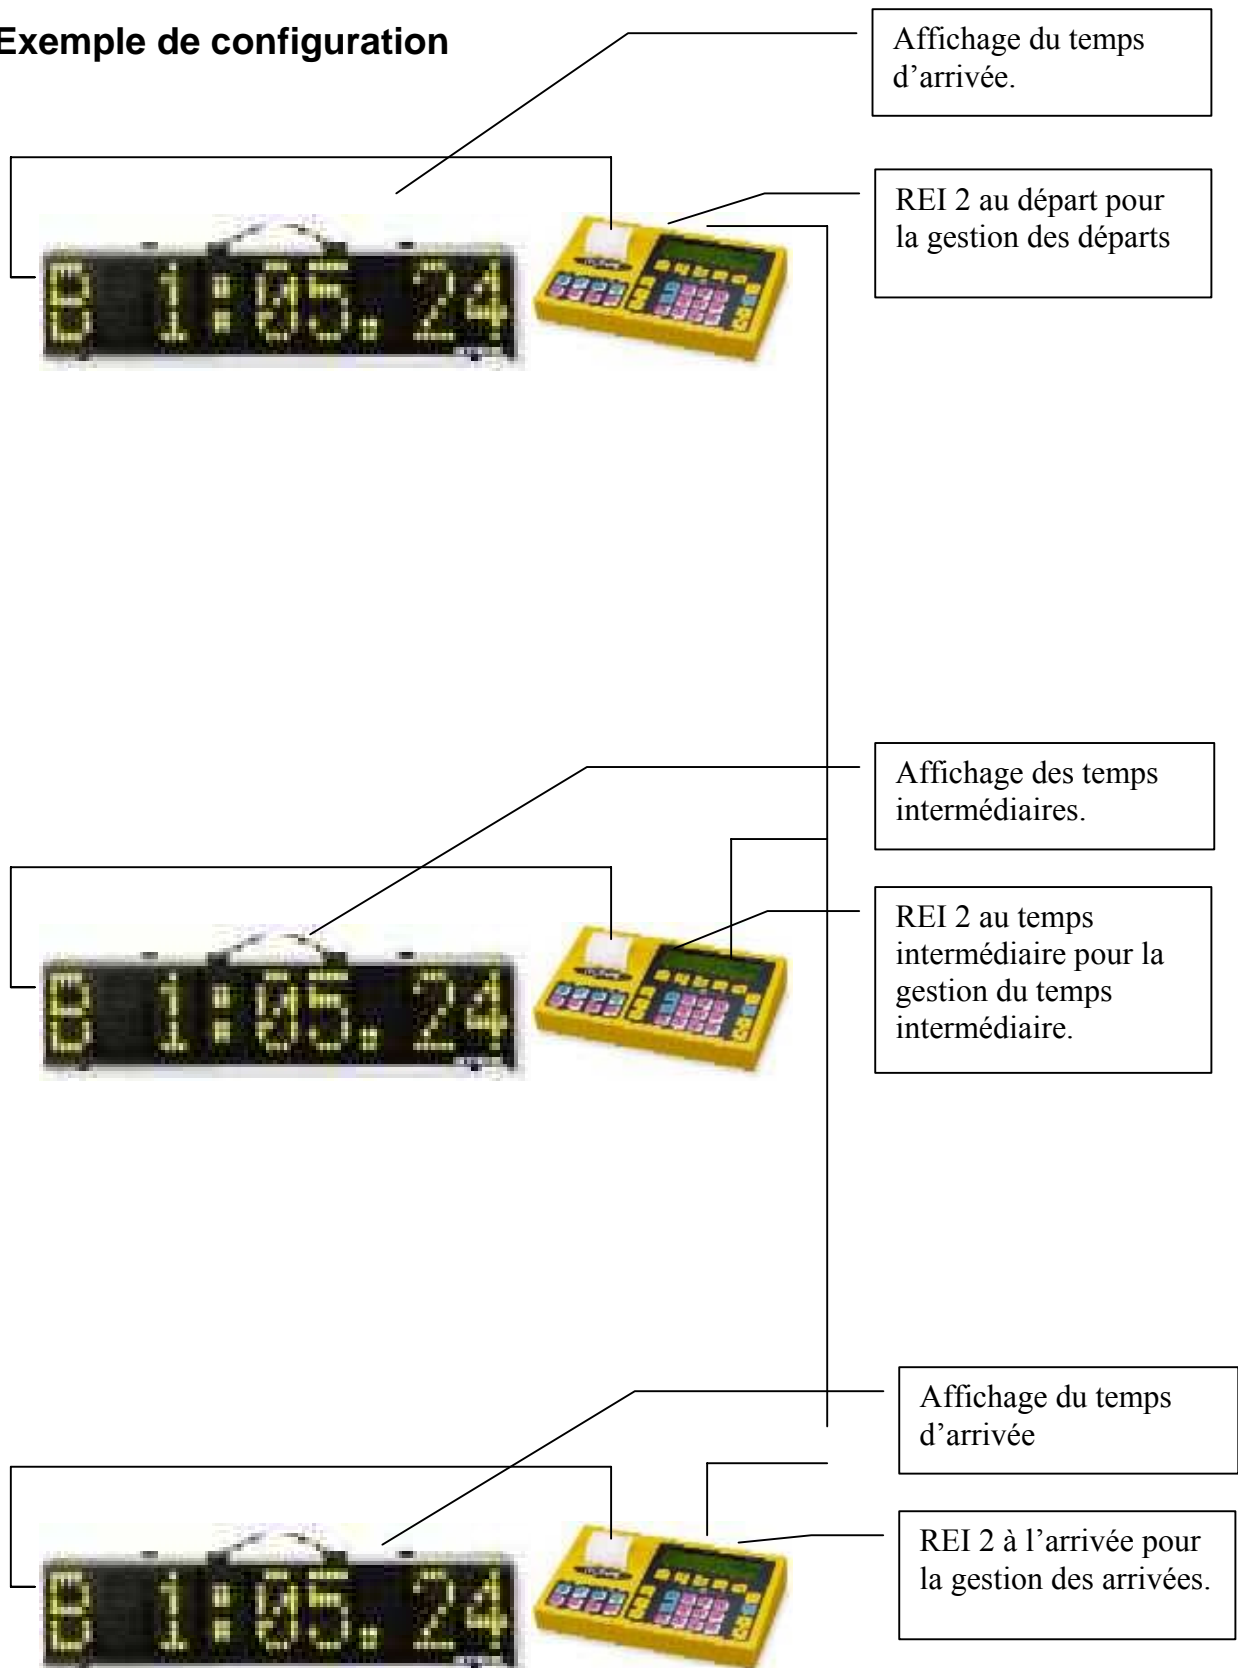 Exemple de configuration
Affichage du temps
d’arrivée.
REI 2 au départ pour
la gestion des départs
1:05. 24
Affichage des temps
intermédiaires.
REI 2 au temps
intermédiaire pour la
gestion du temps
intermédiaire.
1:05. 24
Affichage du temps
d’arrivée
REI 2 à l’arrivée pour
la gestion des arrivées.
1:05. 24